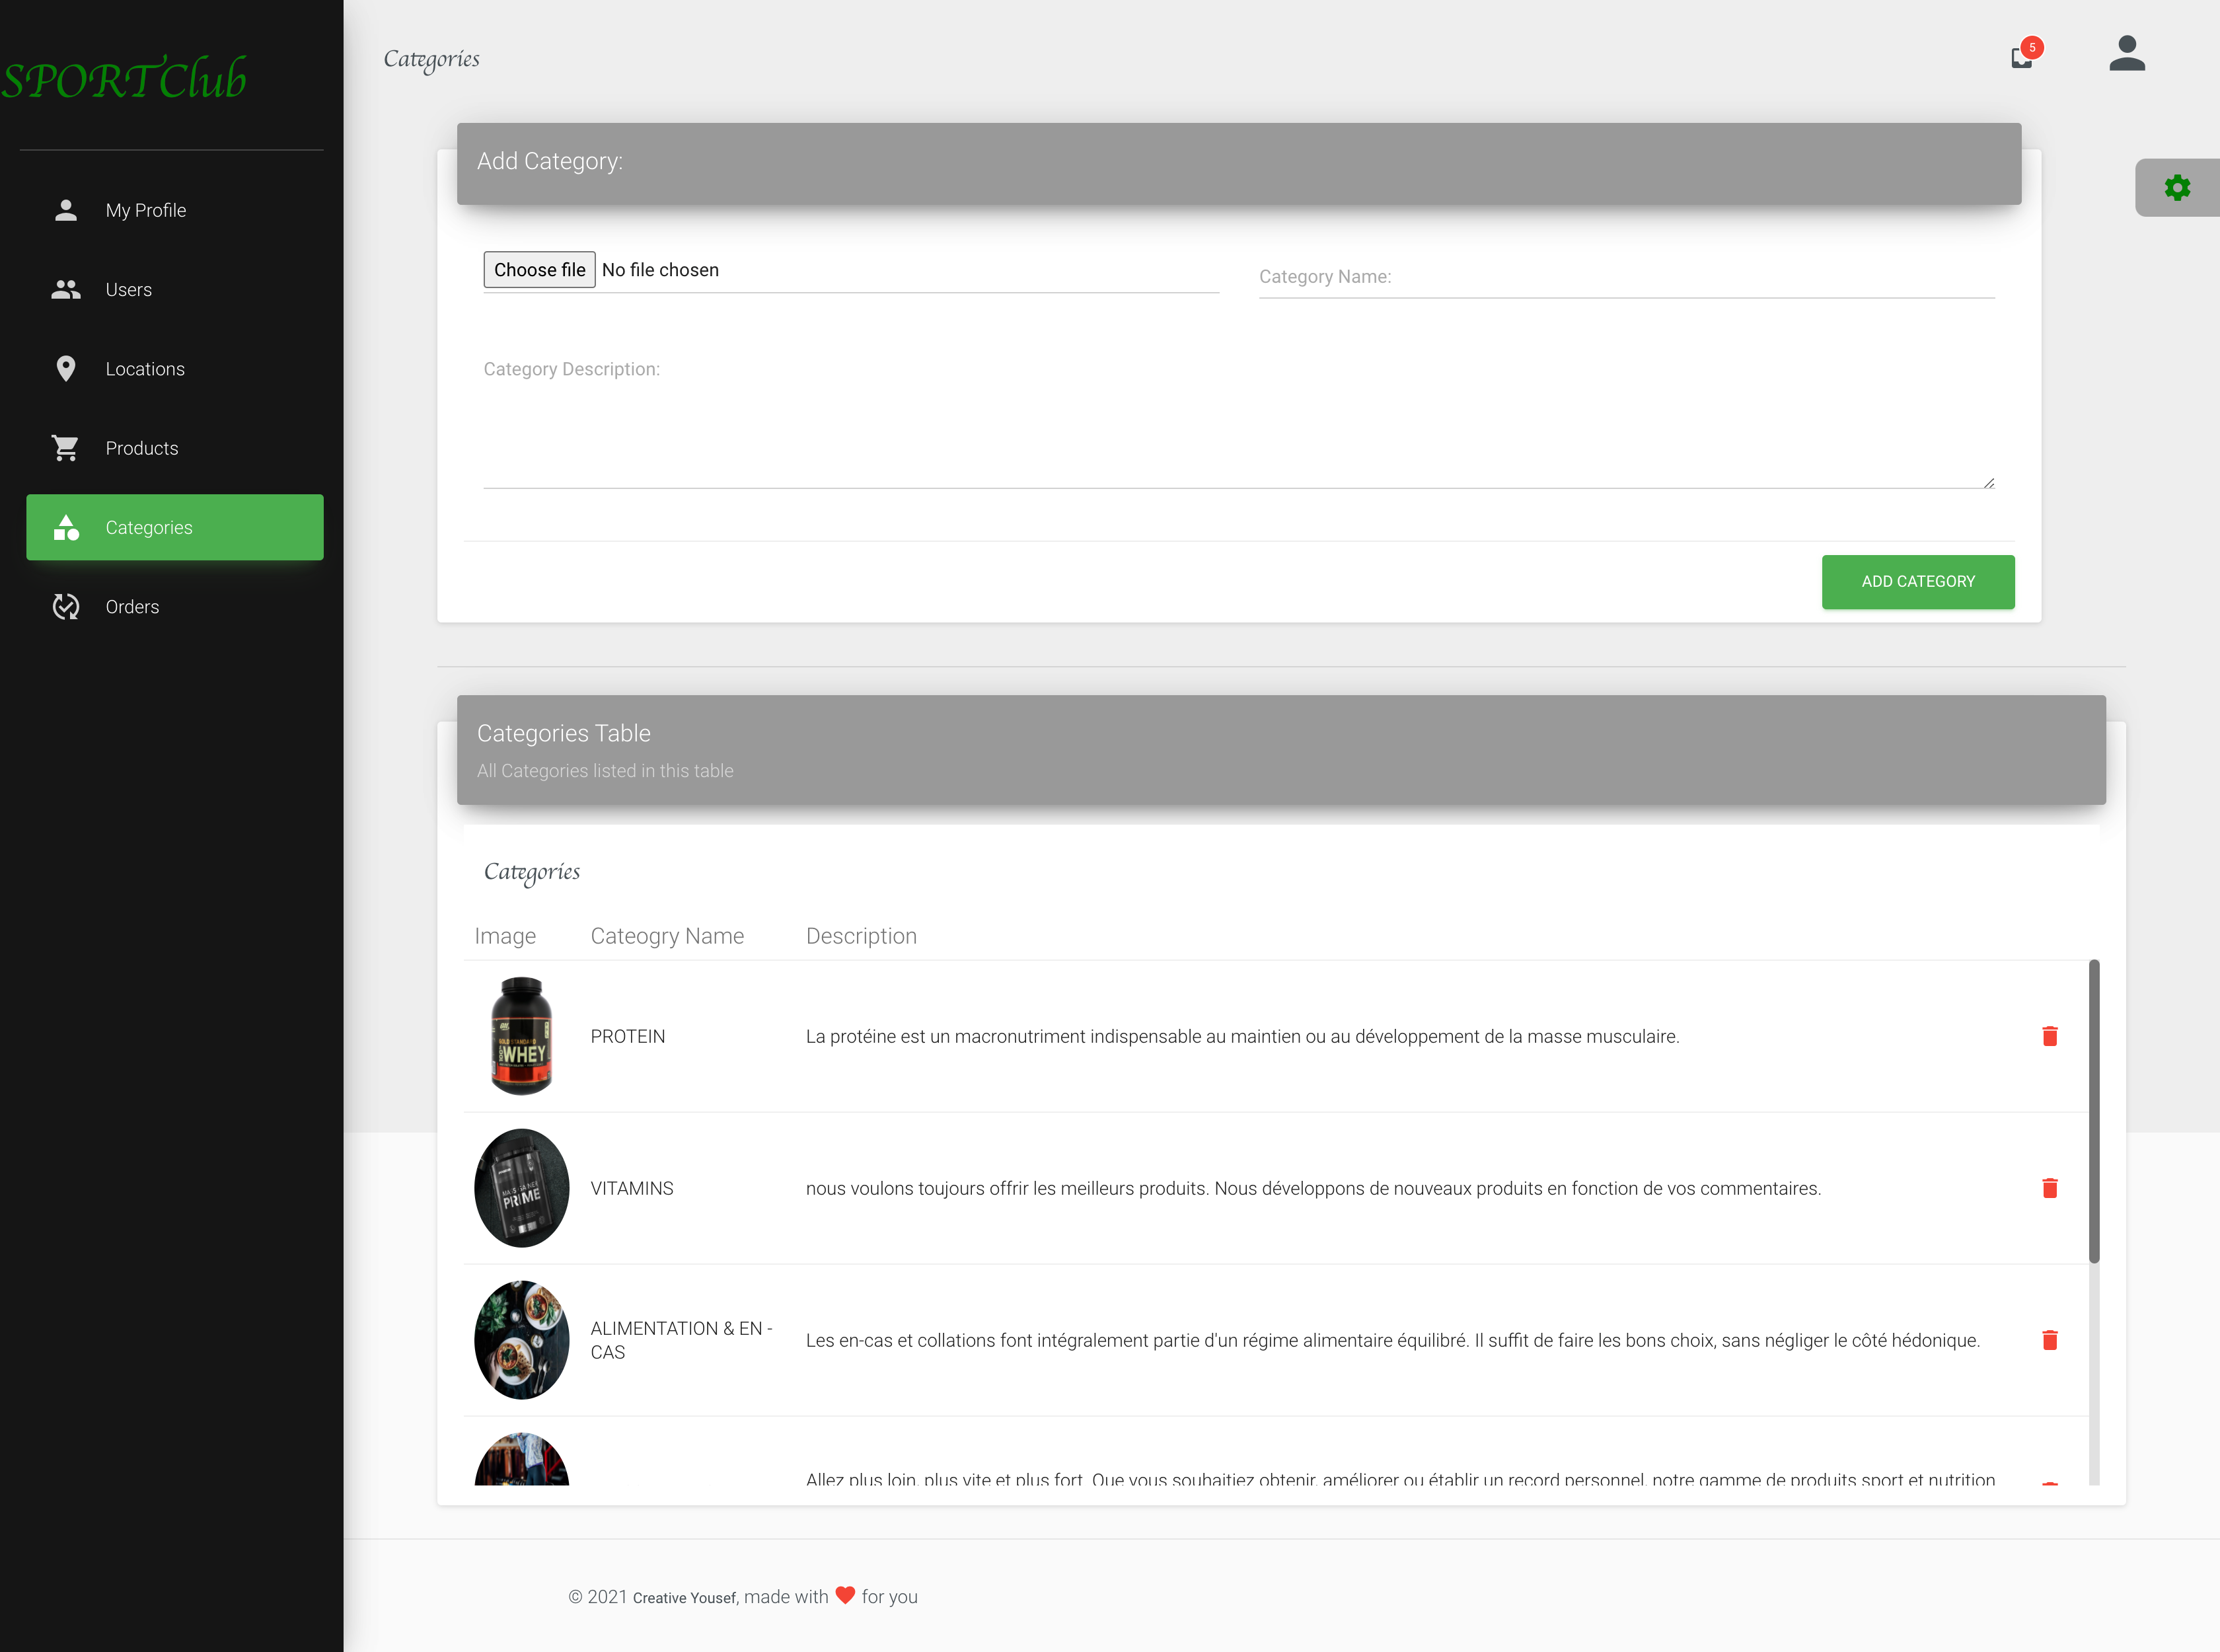 SPORTClub
Categories
5
My Profile
Users
Locations
Products
Categories
Orders
Add Category:
Choose file No file chosen
Category Name:
Category Description:
ADD CATEGORY
Categories Table
All Categories listed in this table
Categories
Image Cateogry Name Description
GOLD STANDARD
100% WHEY
PROTEIN
La protéine est un macronutriment indispensable au maintien ou au développement de la masse musculaire.
MASS GAINER
PRIME
VITAMINS
nous voulons toujours offrir les meilleurs produits. Nous développons de nouveaux produits en fonction de vos commentaires.
ALIMENTATION & EN -
CAS
Les en-cas et collations font intégralement partie d'un régime alimentaire équilibré. Il suffit de faire les bons choix, sans négliger le côté hédonique.
Allez plus loin, plus vite et plus fort. Que vous souhaitiez obtenir, améliorer ou établir un record personnel, notre gamme de produits sport et nutrition
© 2021 Creative Yousef, made with for you